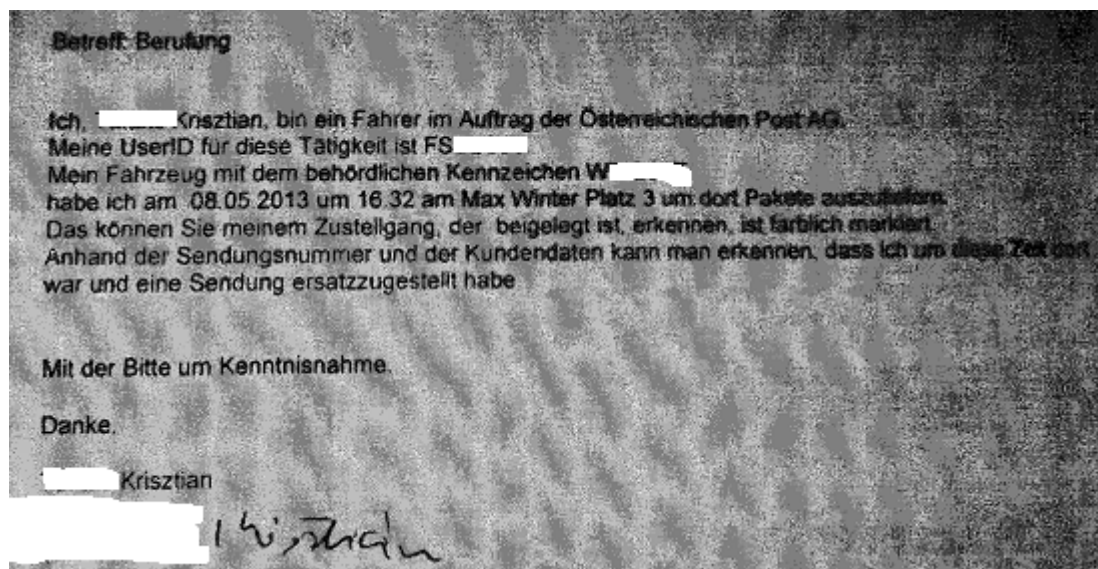 Betreff: Berufung
Ich, Krisztian, bin ein Fahrer im Auftrag der Österreichischen Post AG.
Meine UserID für diese Tätigkeit ist FS
Mein Fahrzeug mit dem behördlichen Kennzeichen W
habe ich am 08.05.2013 um 16.32 am Max Winter Platz 3 um dort Pakete auszuliefern.
Das können Sie meinem Zustellgang, der beigelegt ist, erkennen, ist farblich markiert.
Anhand der Sendungsnummer und der Kundendaten kann man erkennen, dass ich um diese Zeit dort
war und eine Sendung ersatzzugestellt habe
Mit der Bitte um Kenntnisnahme.
Danke.
Krisztian
Krisztián